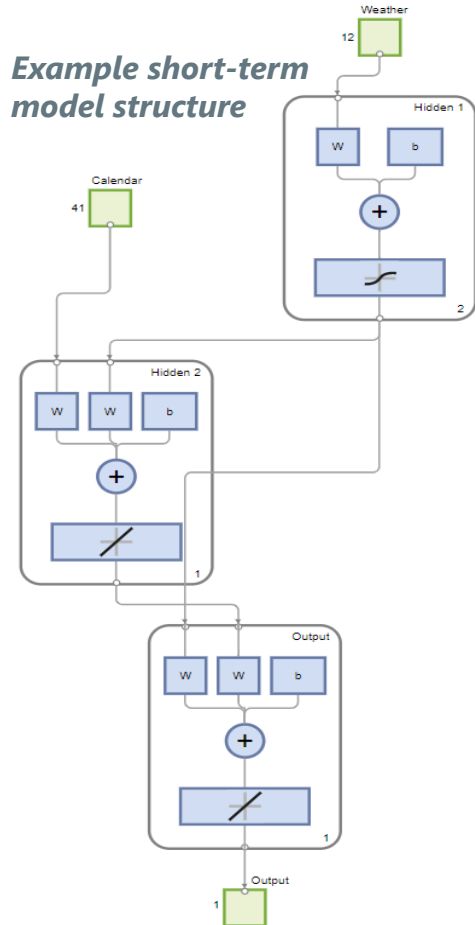 Weather
12
Example short-term
model structure
Hidden 1
W b
+
2
Calendar
41
Hidden 2
W W b
+
1
Output
W W b
+
1
Output
1